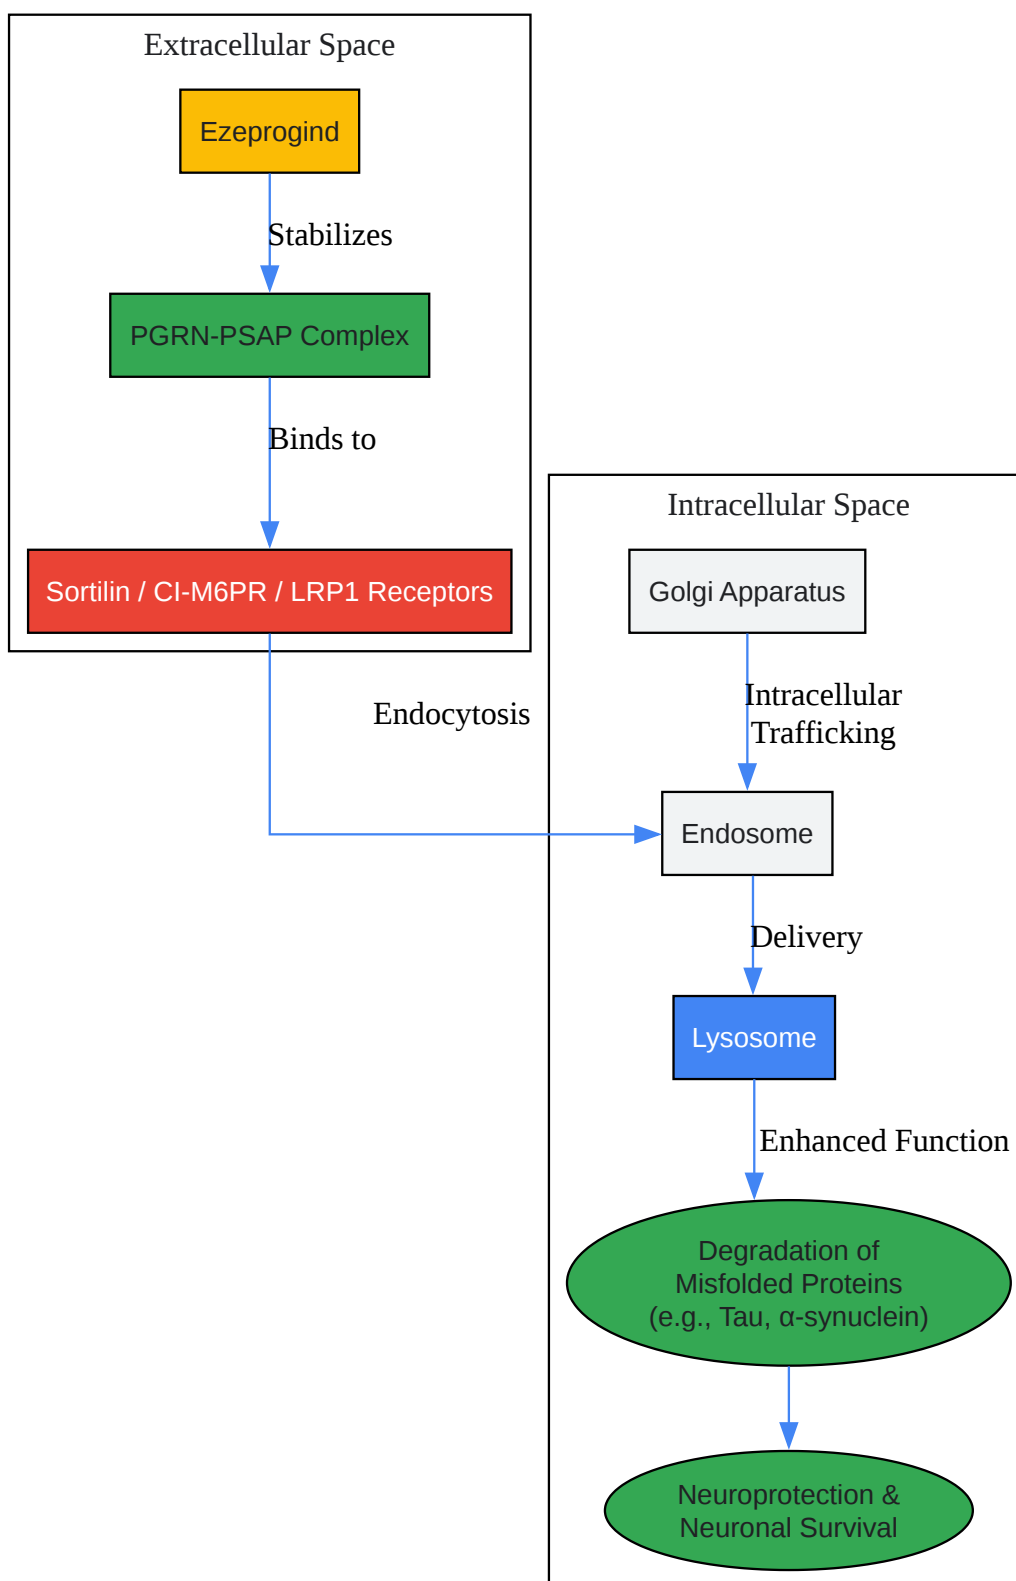 Extracellular Space
Ezeprogind
Stabilizes
PGRN-PSAP Complex
Binds to
Sortilin / CI-M6PR / LRP1 Receptors
Endocytosis
Intracellular Space
Golgi Apparatus
Intracellular
Trafficking
Endosome
Delivery
Lysosome
Enhanced Function
Degradation of
Misfolded Proteins
(e.g., Tau, α-synuclein)
Neuroprotection &
Neuronal Survival